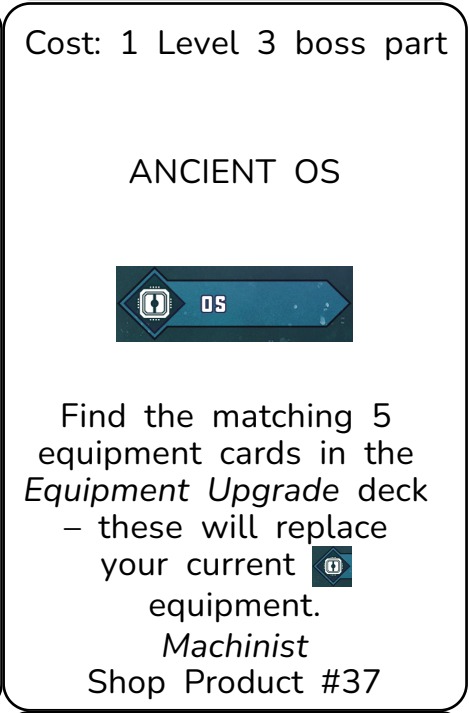 Cost: 1 Level 3 boss part
ANCIENT OS
OS
Find the matching 5
equipment cards in the
Equipment Upgrade deck
– these will replace
your current
equipment.
Machinist
Shop Product #37